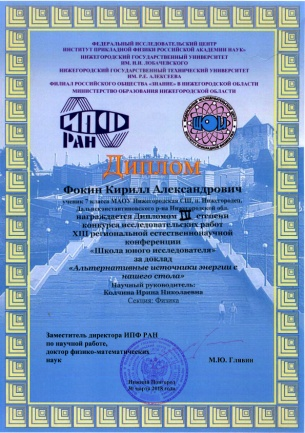 ФЕДЕРАЛЬНЫЙ ИССЛЕДОВАТЕЛЬСКИЙ ЦЕНТР
ИНСТИТУТ ПРИКЛАДНОЙ ФИЗИКИ РОССИЙСКОЙ АКАДЕМИИ НАУК
НИЖЕГОРОДСКИЙ ГОСУДАРСТВЕННЫЙ УНИВЕРСИТЕТ
ИМ. Н.И. ЛОБАЧЕВСКОГО
НИЖЕГОРОДСКИЙ ГОСУДАРСТВЕННЫЙ ТЕХНИЧЕСКИЙ УНИВЕРСИТЕТ
ИМ. Р.Е. АЛЕКСЕЕВА
ФИЛИАЛ РОССИЙСКОГО ОБЩЕСТВА «ЗНАНИЕ» В НИЖЕГОРОДСКОЙ ОБЛАСТИ
МИНИСТЕРСТВО ОБРАЗОВАНИЯ НИЖЕГОРОДСКОЙ ОБЛАСТИ
ИПФ
РАН
Диплом
Фокин Кирилл Александрович
ученик 7 класса МАОУ Нижегородская СШ, п. Нижегородец,
Дальнеконстантиновского р-на Нижегородской обл.
награждается Дипломом III степени
конкурса исследовательских работ
XIII региональной естественнонаучной
конференции
«Школа юного исследователя»
за доклад
«Альтернативные источники энергии с
нашего стола»
Научный руководитель:
Колчина Ирина Николаевна
Секция: Физика
Заместитель директора ИПФ РАН
по научной работе,
доктор физико-математических
наук
М.Ю. Глявин
Нижний Новгород
30 марта 2018 года